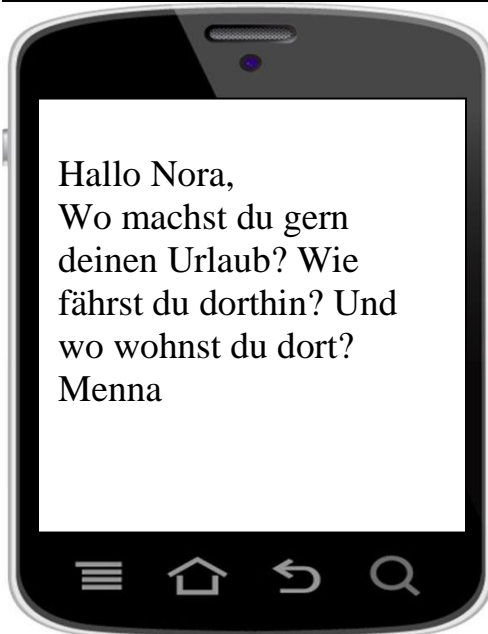 Hallo Nora,
Wo machst du gern
deinen Urlaub? Wie
fährst du dorthin? Und
wo wohnst du dort?
Menna